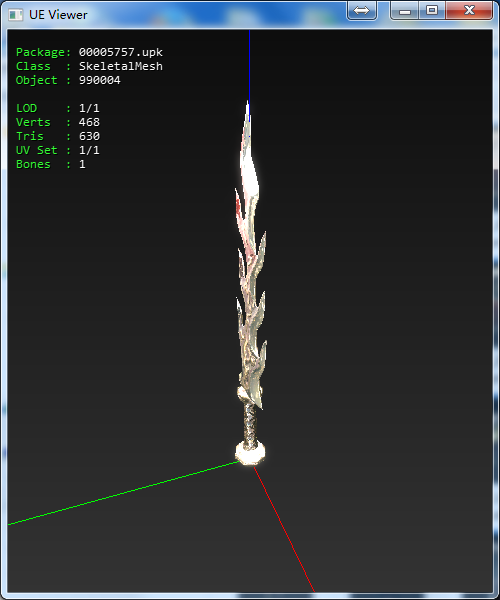 UE Viewer
Package: 00005757.upk
Class  : SkeletalMesh
Object : 990004
LOD    : 1/1
Verts  : 468
Tris   : 630
UV Set : 1/1
Bones  : 1